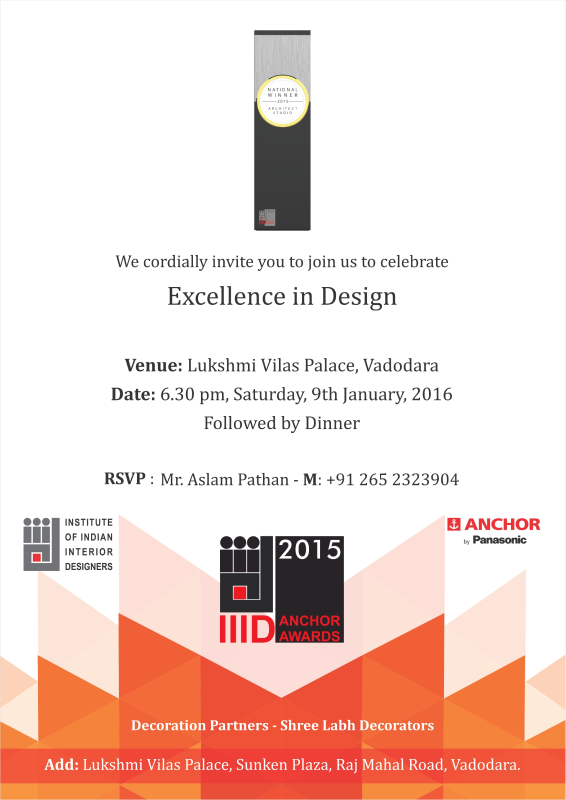 NATIONAL
WINNER
2015
ARCHITECT
STUDIO
We cordially invite you to join us to celebrate
Excellence in Design
Venue: Lukshmi Vilas Palace, Vadodara
Date: 6.30 pm, Saturday, 9th January, 2016
Followed by Dinner
RSVP : Mr. Aslam Pathan - M: +91 265 2323904
INSTITUTE
OF INDIAN
INTERIOR
DESIGNERS
2015
IIID ANCHOR
AWARDS
ANCHOR
by Panasonic
Decoration Partners - Shree Labh Decorators
Add: Lukshmi Vilas Palace, Sunken Plaza, Raj Mahal Road, Vadodara.